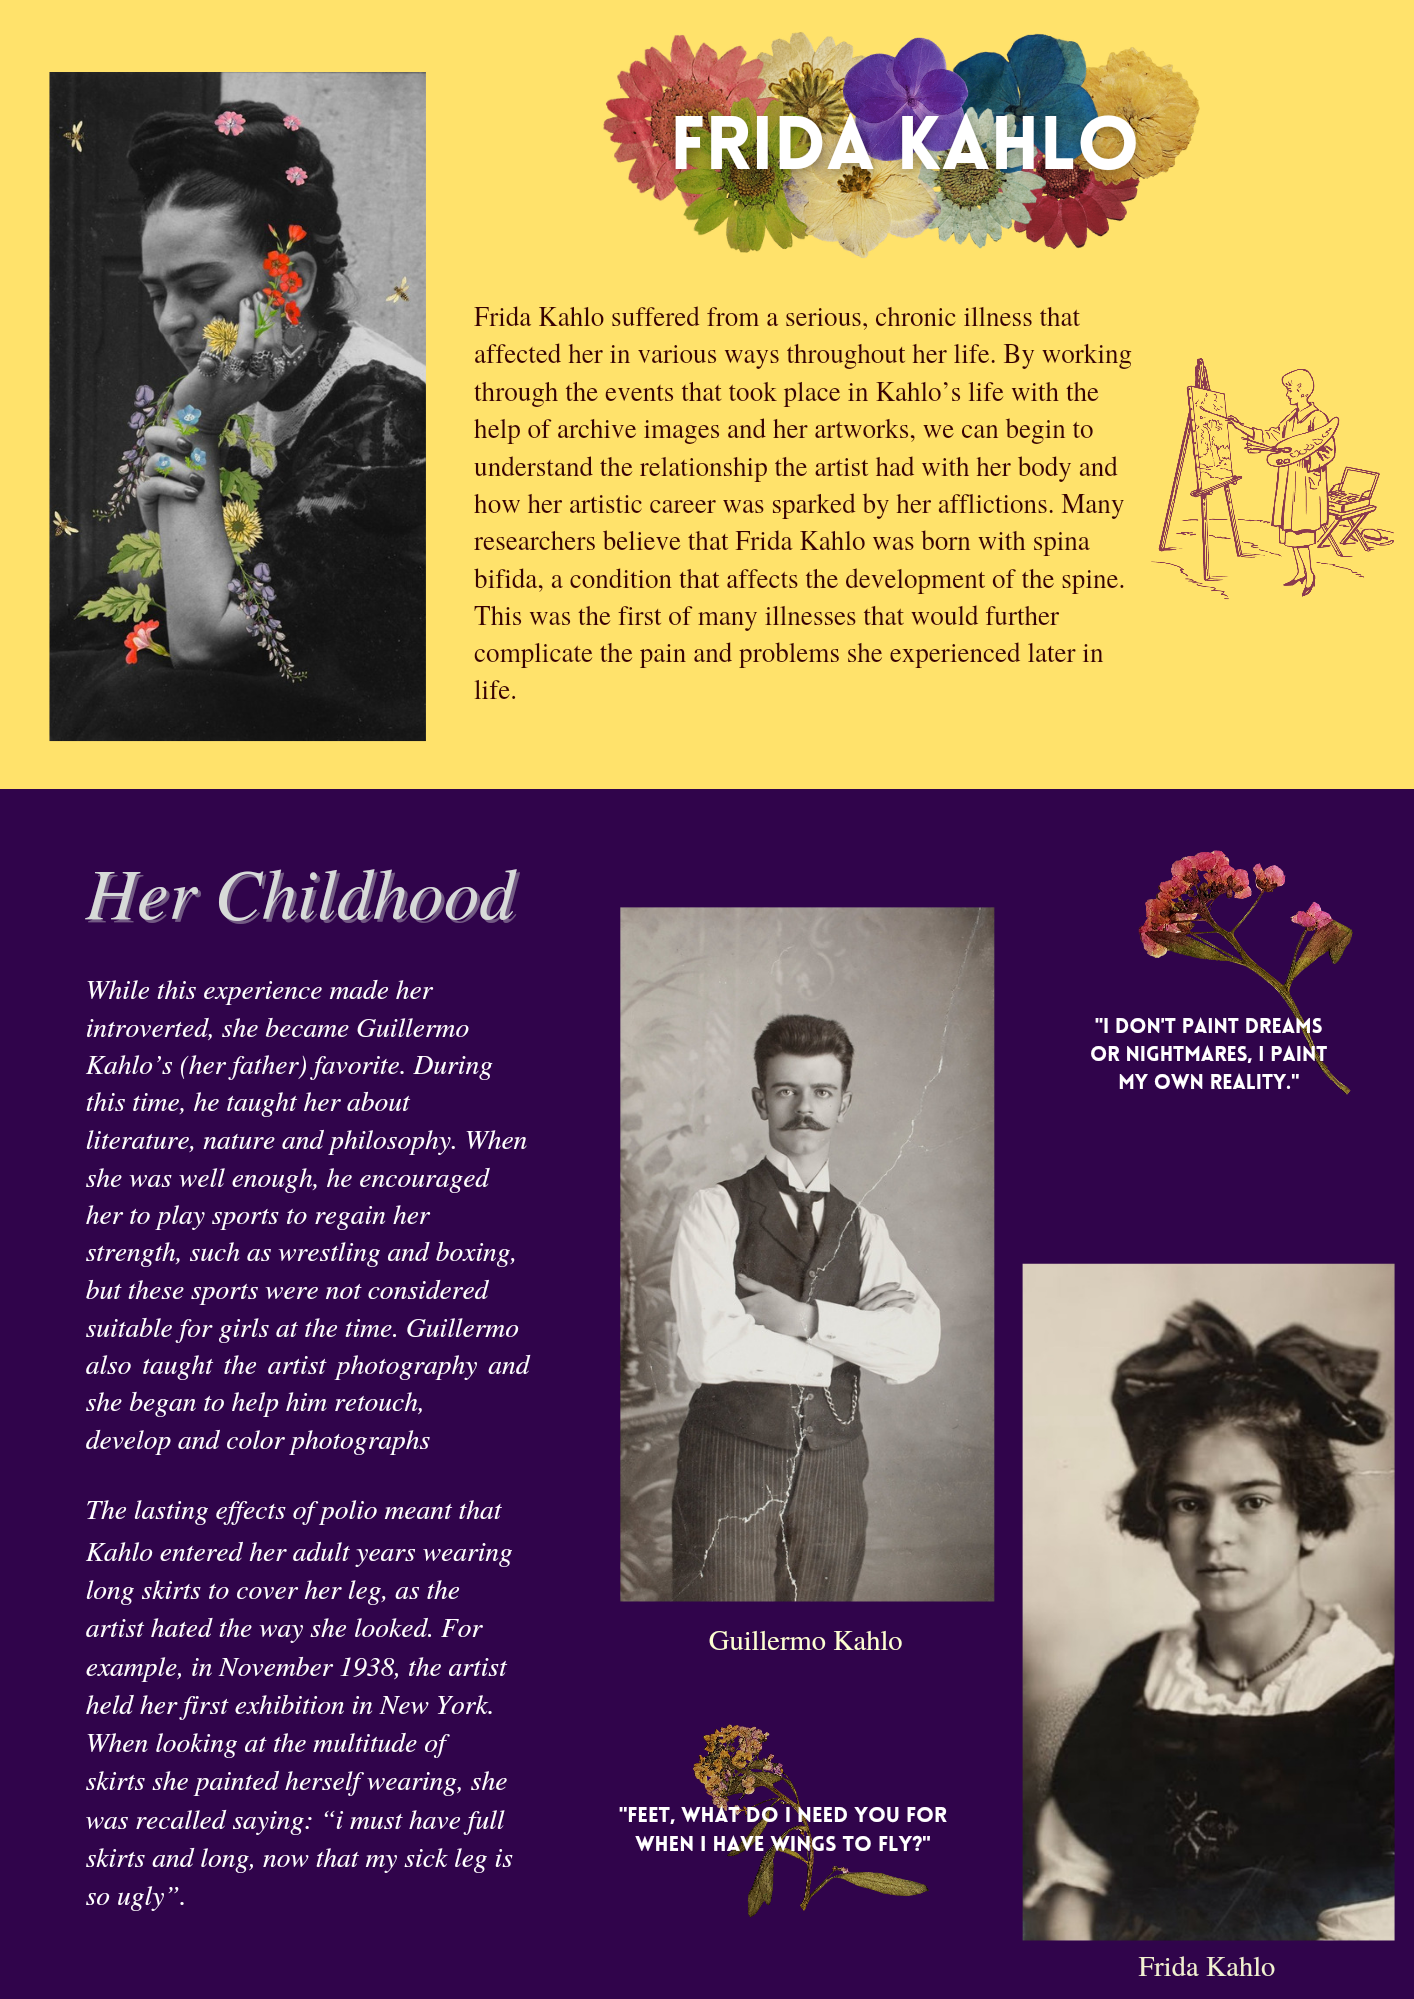 FRIDA KAHLO
Frida Kahlo suffered from a serious, chronic illness that
affected her in various ways throughout her life. By working
through the events that took place in Kahlo’s life with the
help of archive images and her artworks, we can begin to
understand the relationship the artist had with her body and
how her artistic career was sparked by her afflictions. Many
researchers believe that Frida Kahlo was born with spina
bifida, a condition that affects the development of the spine.
This was the first of many illnesses that would further
complicate the pain and problems she experienced later in
life.
Her Childhood
While this experience made her
introverted, she became Guillermo
Kahlo’s (her father) favorite. During
this time, he taught her about
literature, nature and philosophy. When
she was well enough, he encouraged
her to play sports to regain her
strength, such as wrestling and boxing,
but these sports were not considered
suitable for girls at the time. Guillermo
also taught the artist photography and
she began to help him retouch,
develop and color photographs
The lasting effects of polio meant that
Kahlo entered her adult years wearing
long skirts to cover her leg, as the
artist hated the way she looked. For
example, in November 1938, the artist
held her first exhibition in New York.
When looking at the multitude of
skirts she painted herself wearing, she
was recalled saying: “i must have full
skirts and long, now that my sick leg is
so ugly”.
Guillermo Kahlo
"FEET, WHAT DO I NEED YOU FOR
WHEN I HAVE WINGS TO FLY?"
"I DON'T PAINT DREAMS
OR NIGHTMARES, I PAINT
MY OWN REALITY."
Frida Kahlo